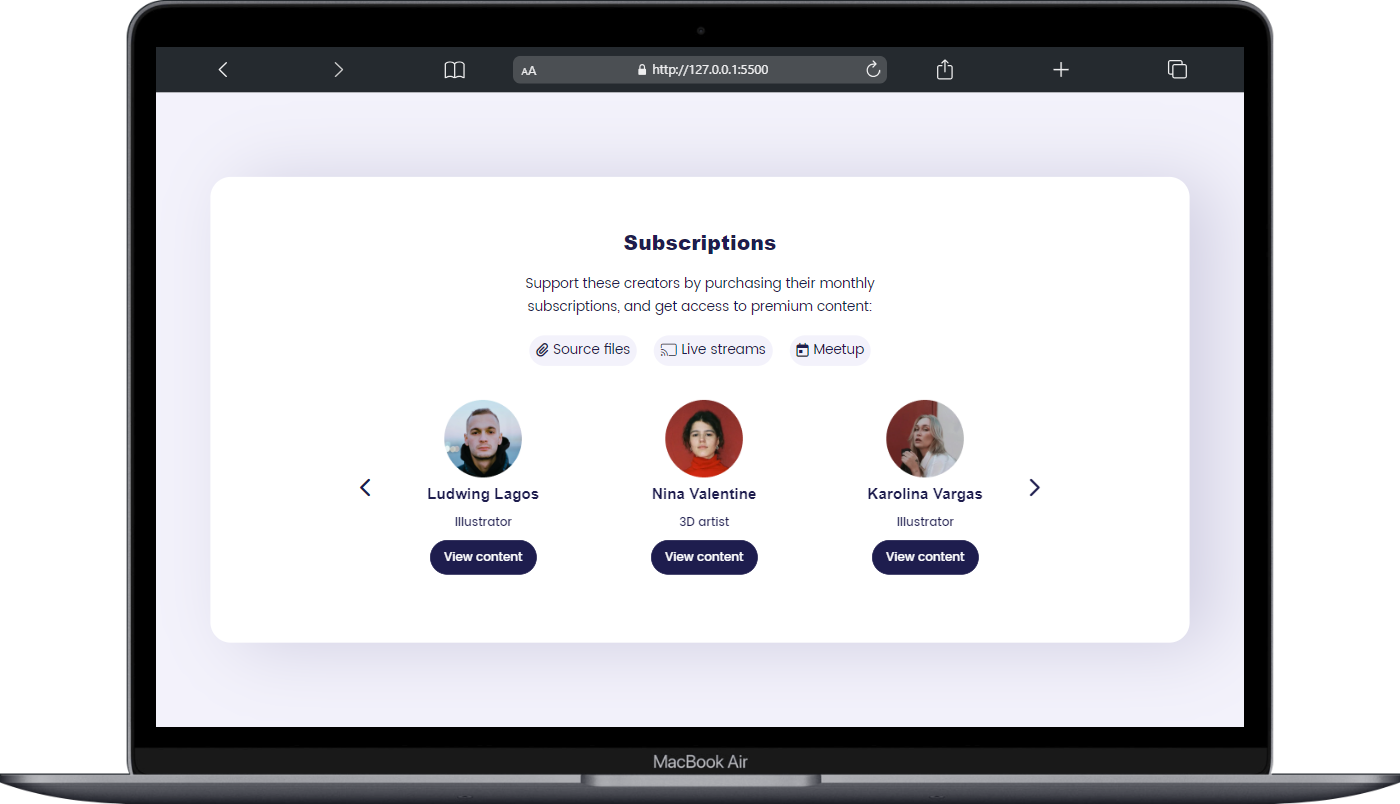 AA
http://127.0.0.1:5500
Subscriptions
Support these creators by purchasing their monthly
subscriptions, and get access to premium content:
Source files Live streams Meetup
Ludwing Lagos Nina Valentine Karolina Vargas
Illustrator 3D artist Illustrator
View content View content View content
MacBook Air